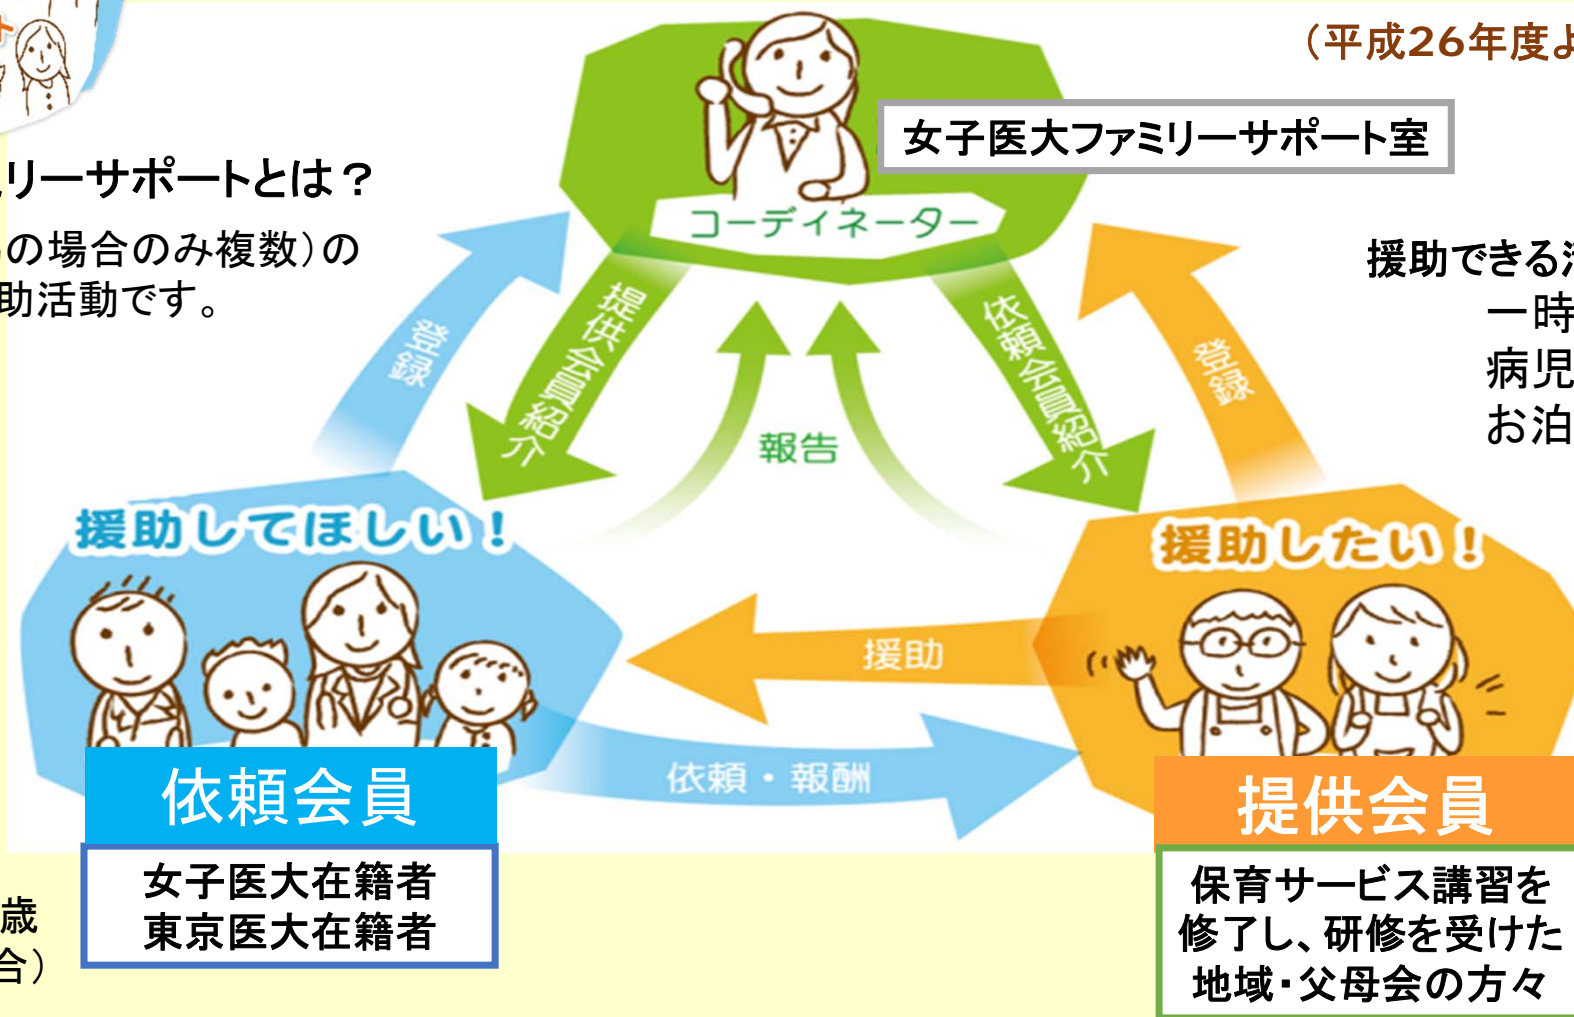 （平成26年度よ
女子医大ファミリーサポート室
リーサポートとは？
の場合のみ複数）の
助活動です。
コーディネーター
援助できる
一時
病児
お泊
登録
提供会員紹介
報告
依頼会員紹介
登録
援助してほしい！
援助したい！
援助
依頼・報酬
依頼会員
女子医大在籍者
東京医大在籍者
提供会員
保育サービス講習を
修了し、研修を受けた
地域・父母会の方々
歳
合）